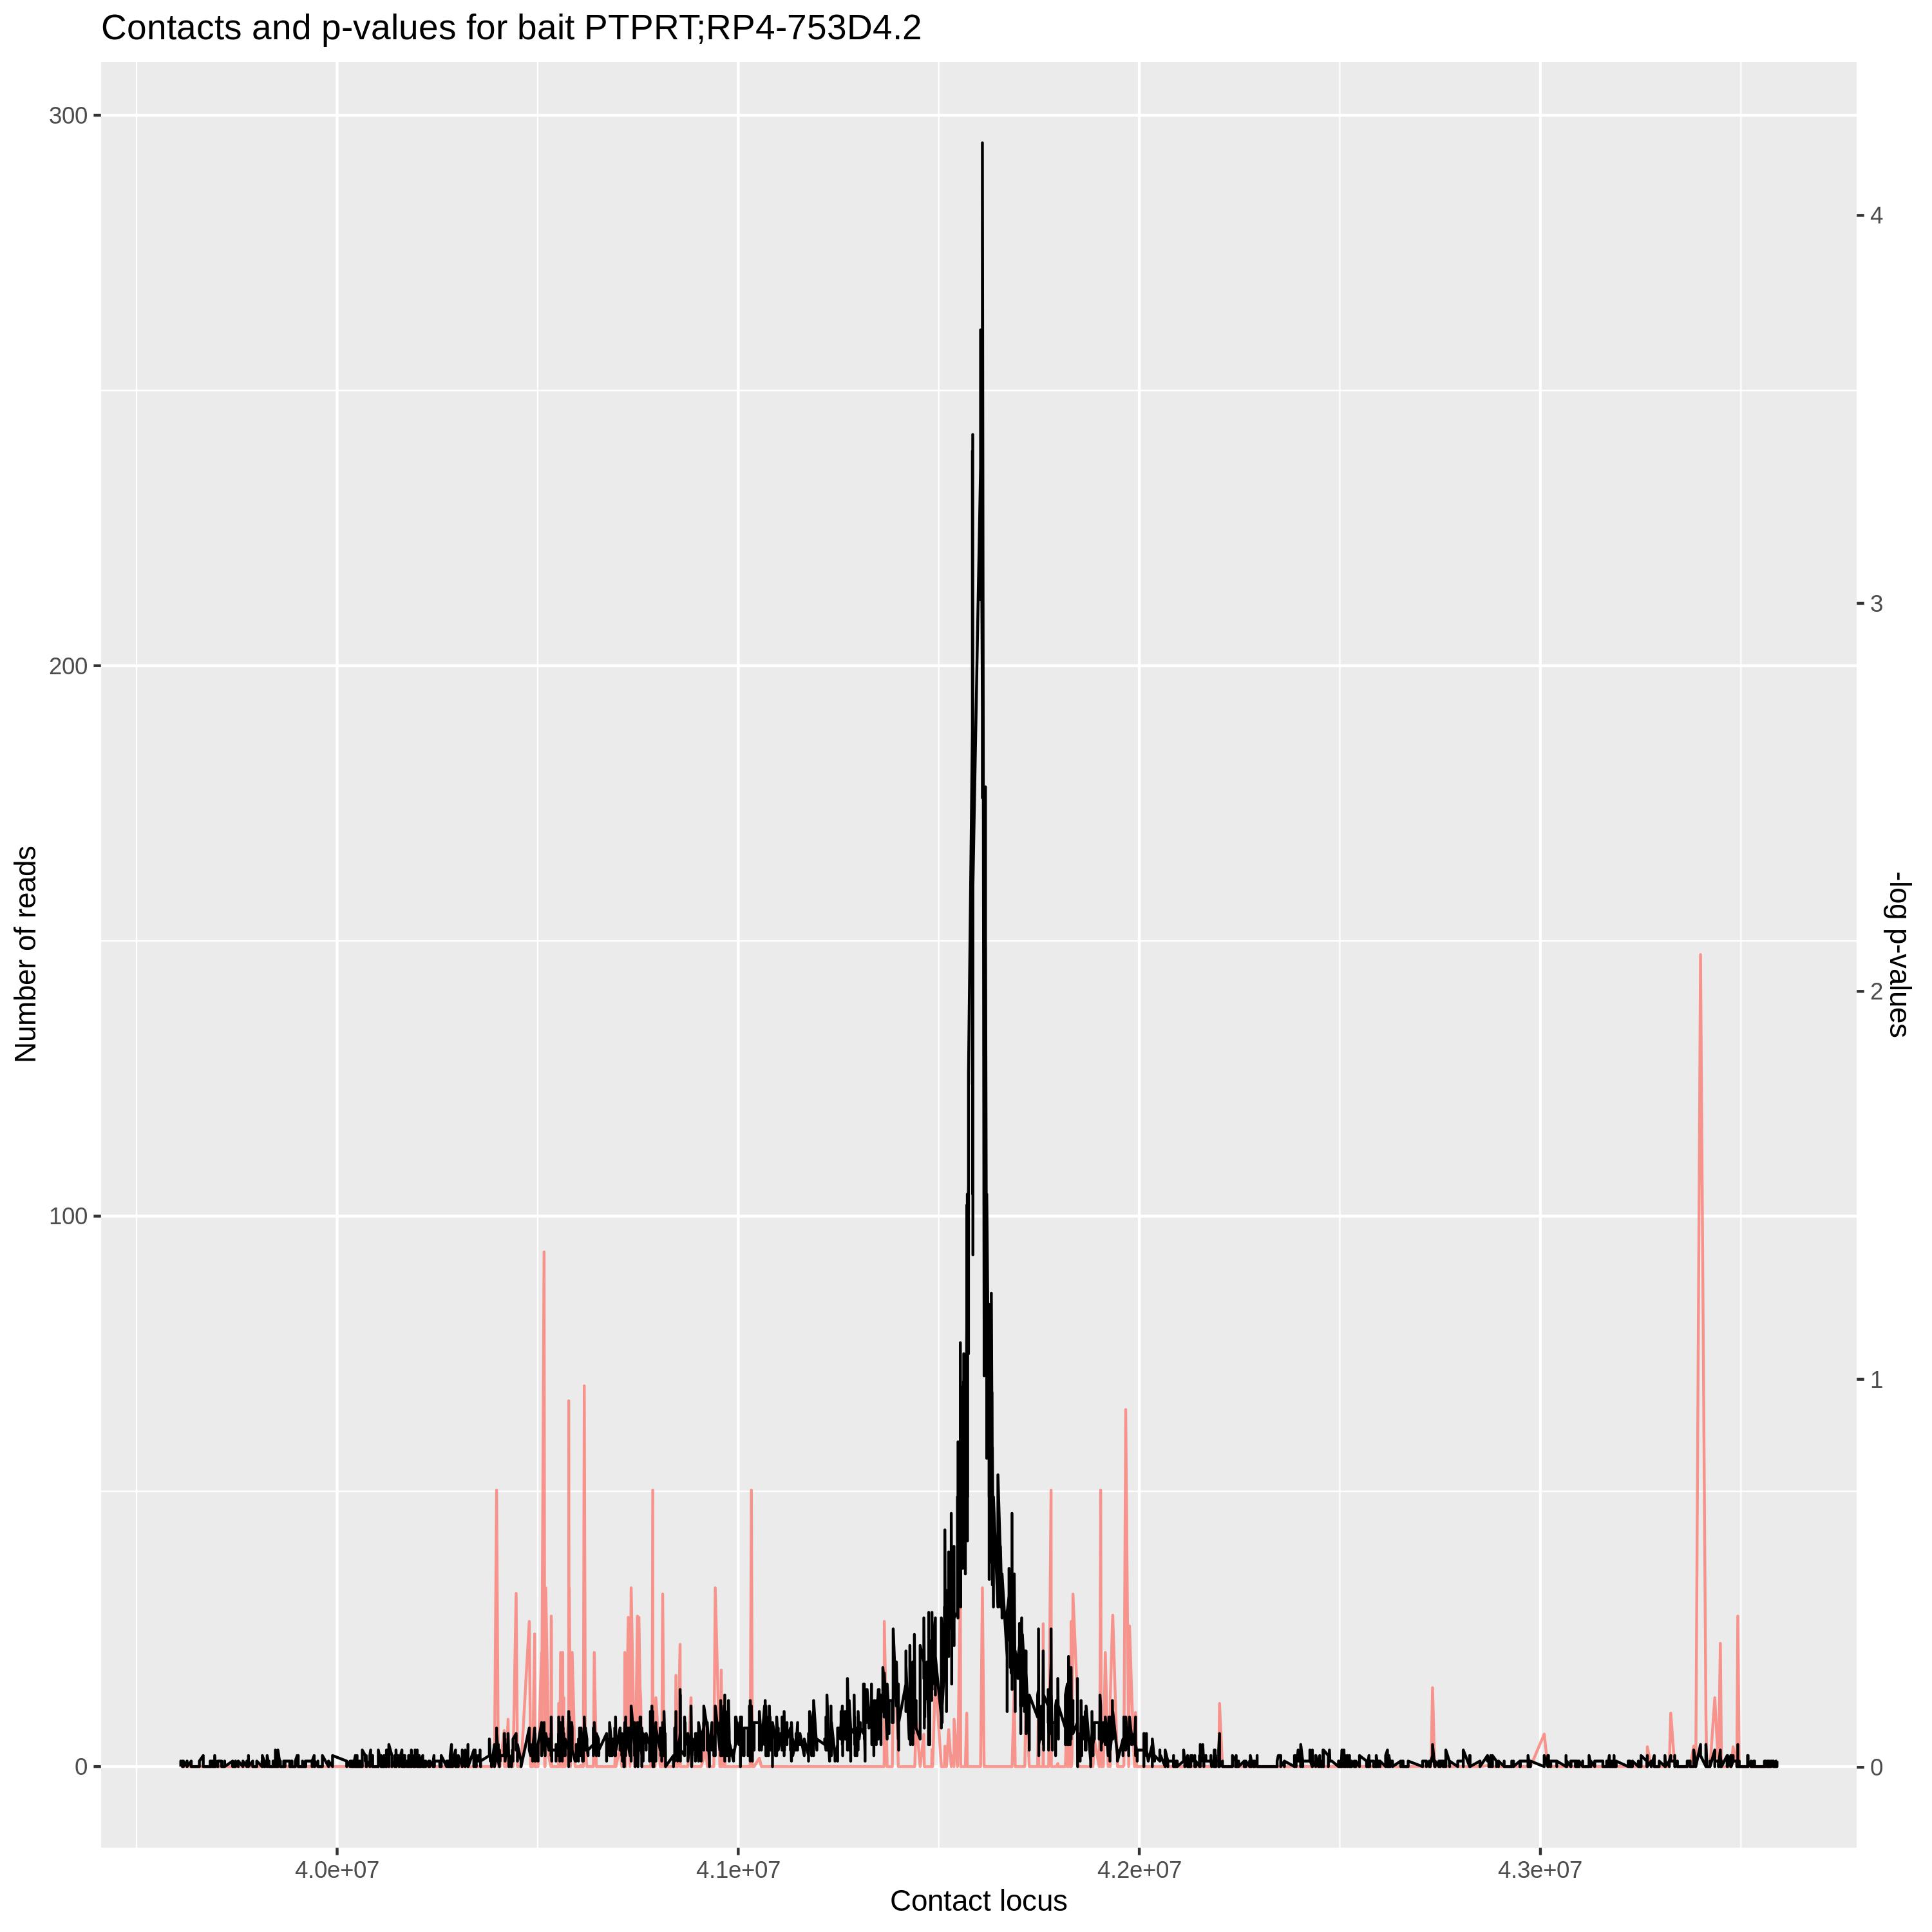 Contacts and p-values for bait PTPRT;RP4-753D4.2
300
200
100
0
Number of reads
4
3
2
1
0
-log p-values
4.0e+07 4.1e+07 4.2e+07 4.3e+07
Contact locus